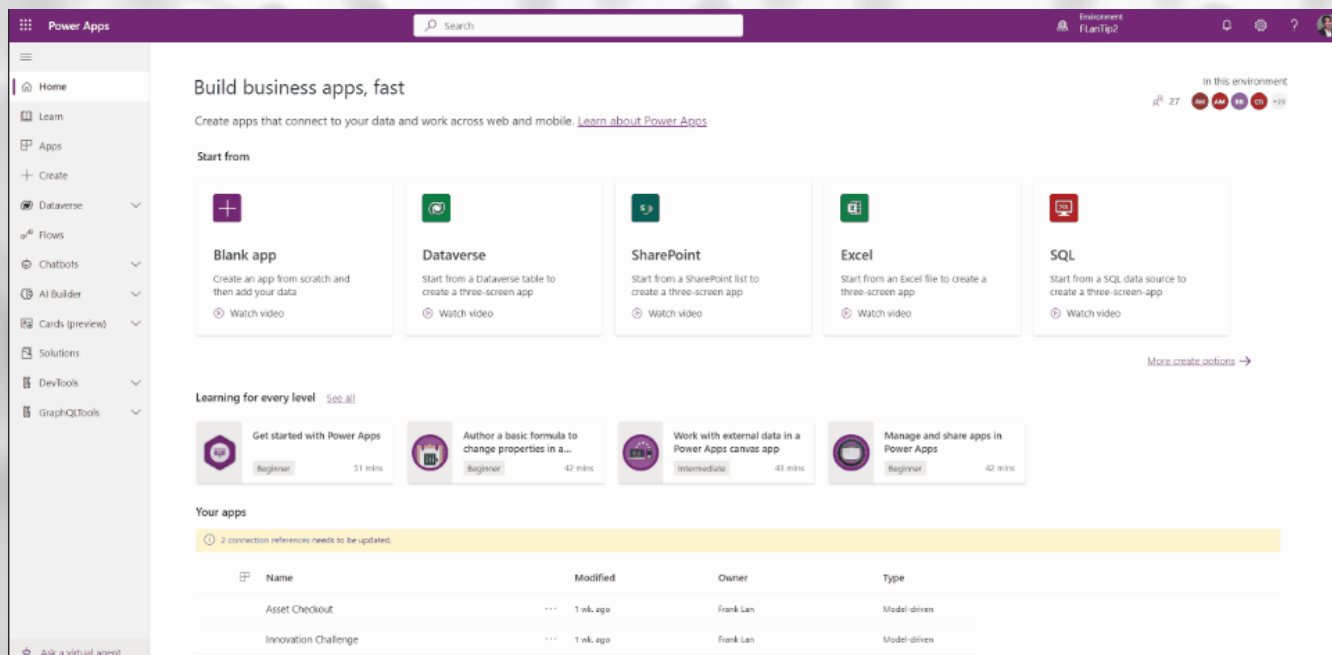 Power Apps
Search
Environment
FLanTip2
?
Home
Learn
Apps
Create
Dataverse
Flows
Chatbots
AI Builder
Cards (preview)
Solutions
DevTools
GraphQLTools
Ask a virtual agent
Build business apps, fast
In this environment
27
AH AM BB CB +23
Create apps that connect to your data and work across web and mobile. Learn about Power Apps
Start from
Blank app
Create an app from scratch and
then add your data
Watch video
Dataverse
Start from a Dataverse table to
create a three-screen app
Watch video
SharePoint
Start from a SharePoint list to
create a three-screen app
Watch video
Excel
Start from an Excel file to create a
three-screen app
Watch video
SQL
SQL
Start from a SQL data source to
create a three-screen-app
Watch video
More create options
Learning for every level See all
Get started with Power Apps
Beginner 51 mins
Author a basic formula to
change properties in a...
Beginner 42 mins
Work with external data in a
Power Apps canvas app
Intermediate 43 mins
Manage and share apps in
Power Apps
Beginner 42 mins
Your apps
2 connection references needs to be updated.
Name Modified Owner Type
Asset Checkout ... 1 wk. ago Frank Lan Model-driven
Innovation Challenge ... 1 wk. ago Frank Lan Model-driven